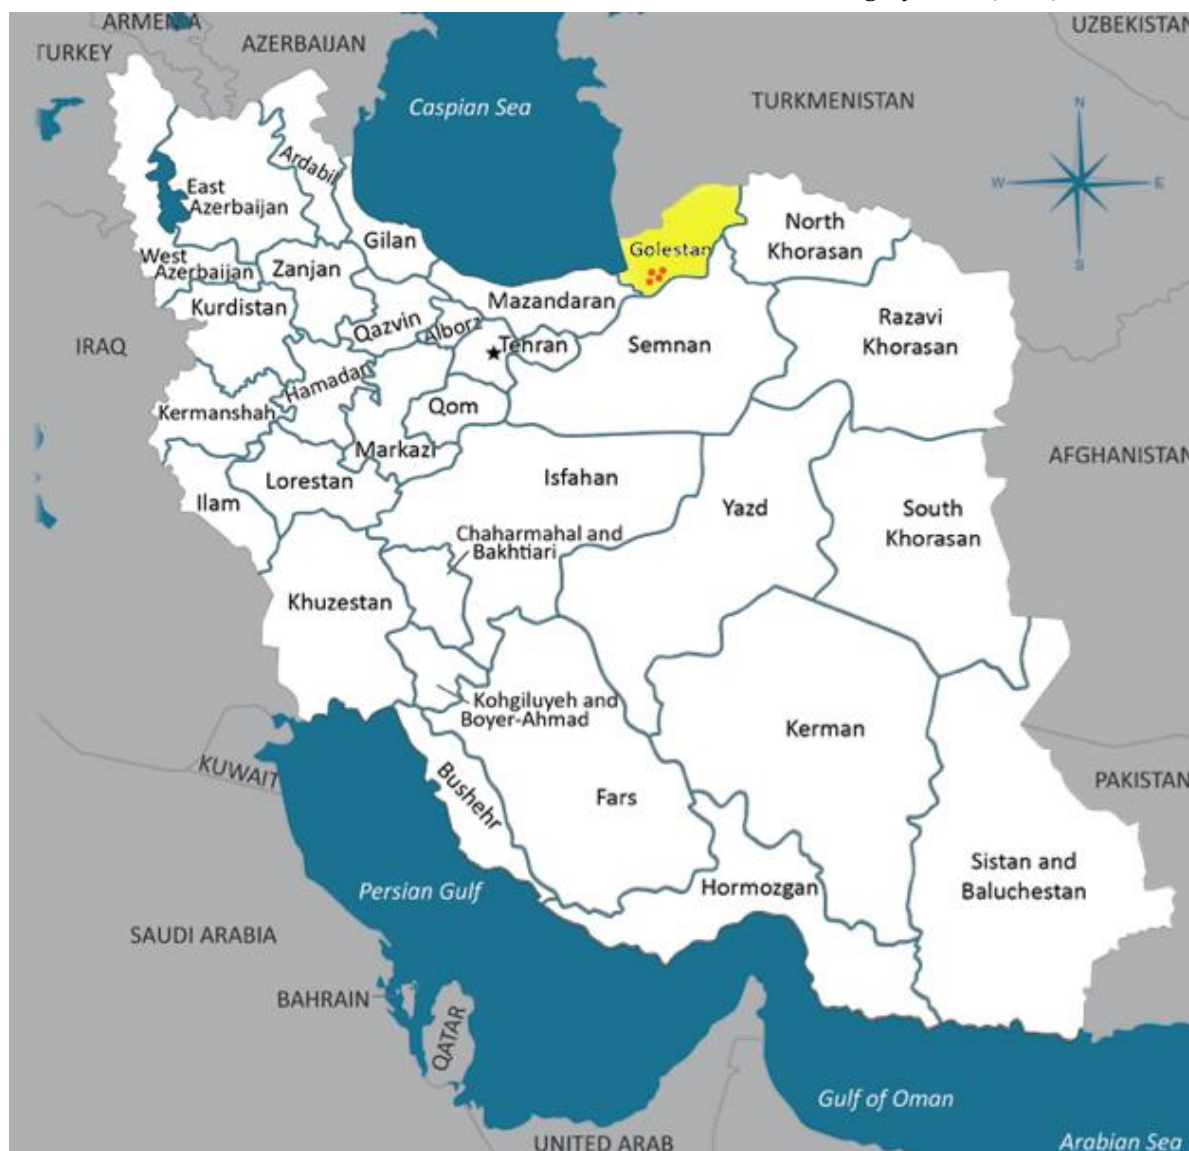 ARMENIA
UZBEKISTAN
TURKEY
AZERBAIJAN
Caspian Sea
TURKMENISTAN
N
W
E
S
Ardabil
East
Azerbaijan
Gilan
Golestan
North
Khorasan
West
Azerbaijan
Zanjan
Mazandaran
Kurdistan
Qazvin
Alborz
Tehran
Semnan
Razavi
Khorasan
IRAQ
Hamadan
Kermanshah
Qom
Markazi
AFGHANISTAN
Lorestan
Isfahan
Ilam
Yazd
South
Khorasan
Chaharmahal and
Bakhtiari
Khuzestan
Kohgiluyeh and
Boyer-Ahmad
Kerman
KUWAIT
PAKISTAN
Bushehr
Fars
Sistan and
Baluchestan
Persian Gulf
Hormozgan
SAUDI ARABIA
BAHRAIN
QATAR
Gulf of Oman
UNITED ARAB
Arabian Sea